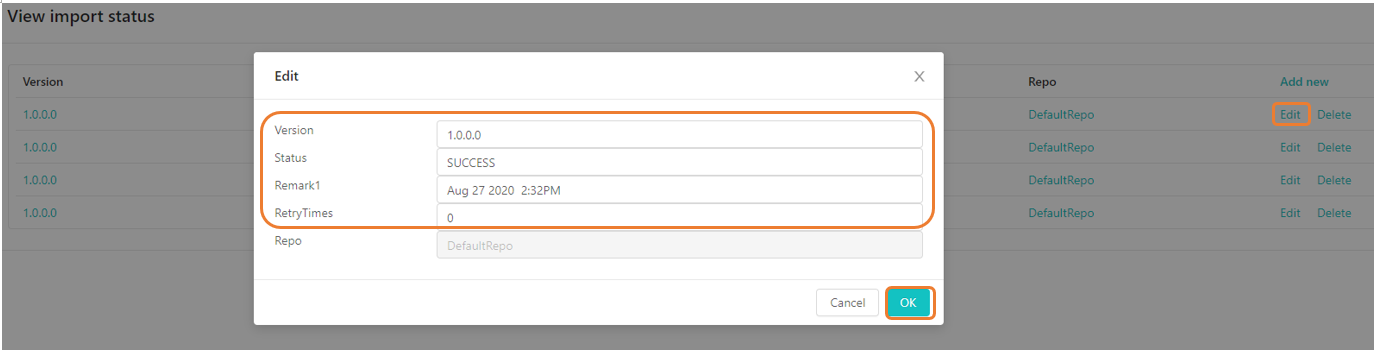 View import status
Version Repo Add new
1.0.0.0 DefaultRepo Edit Delete
1.0.0.0 DefaultRepo Edit Delete
1.0.0.0 DefaultRepo Edit Delete
1.0.0.0 DefaultRepo Edit Delete
Edit
Version 1.0.0.0
Status SUCCESS
Remark1 Aug 27 2020  2:32PM
RetryTimes 0
Repo DefaultRepo
Cancel OK